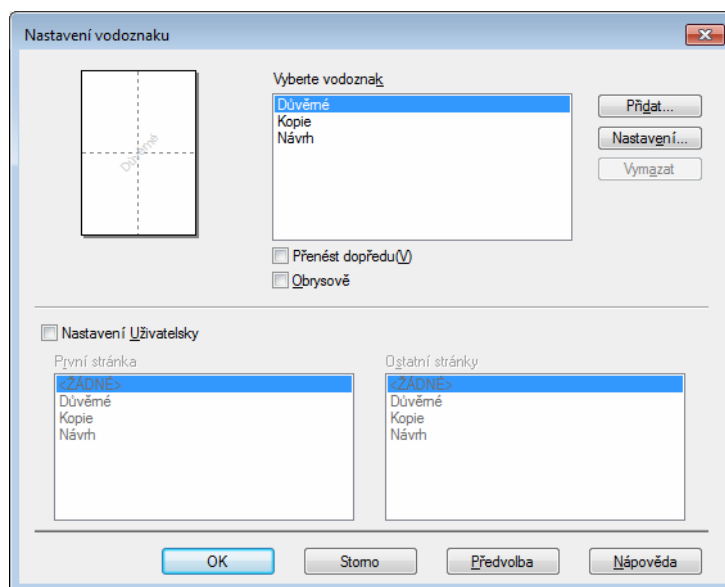 Nastavení vodoznaku
Vyberte vodoznak
Důvěrné
Důvěrné
Kopie
Návrh
Přidat...
Nastavení...
Vymazat
Přenést dopředu(V)
Obrysově
Nastavení Uživatelsky
První stránka
<ŽÁDNÉ>
Důvěrné
Kopie
Návrh
Ostatní stránky
<ŽÁDNÉ>
Důvěrné
Kopie
Návrh
OK
Storno
Předvolba
Nápověda